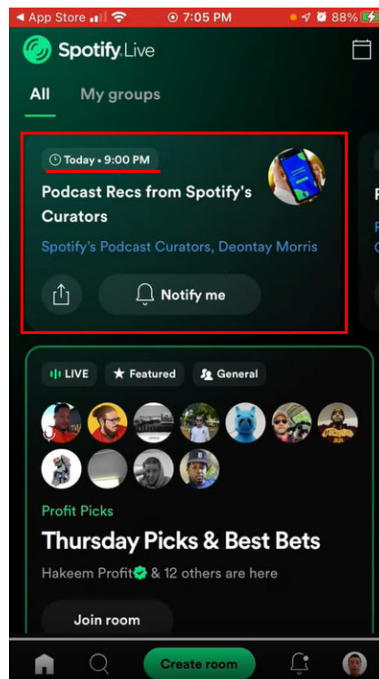 App Store 7:05 PM 88%
Spotify Live
All My groups
Today • 9:00 PM
Podcast Recs from Spotify's
Curators
Spotify's Podcast Curators, Deontay Morris
Notify me
LIVE Featured General
Profit Picks
Thursday Picks & Best Bets
Hakeem Profit & 12 others are here
Join room
Create room